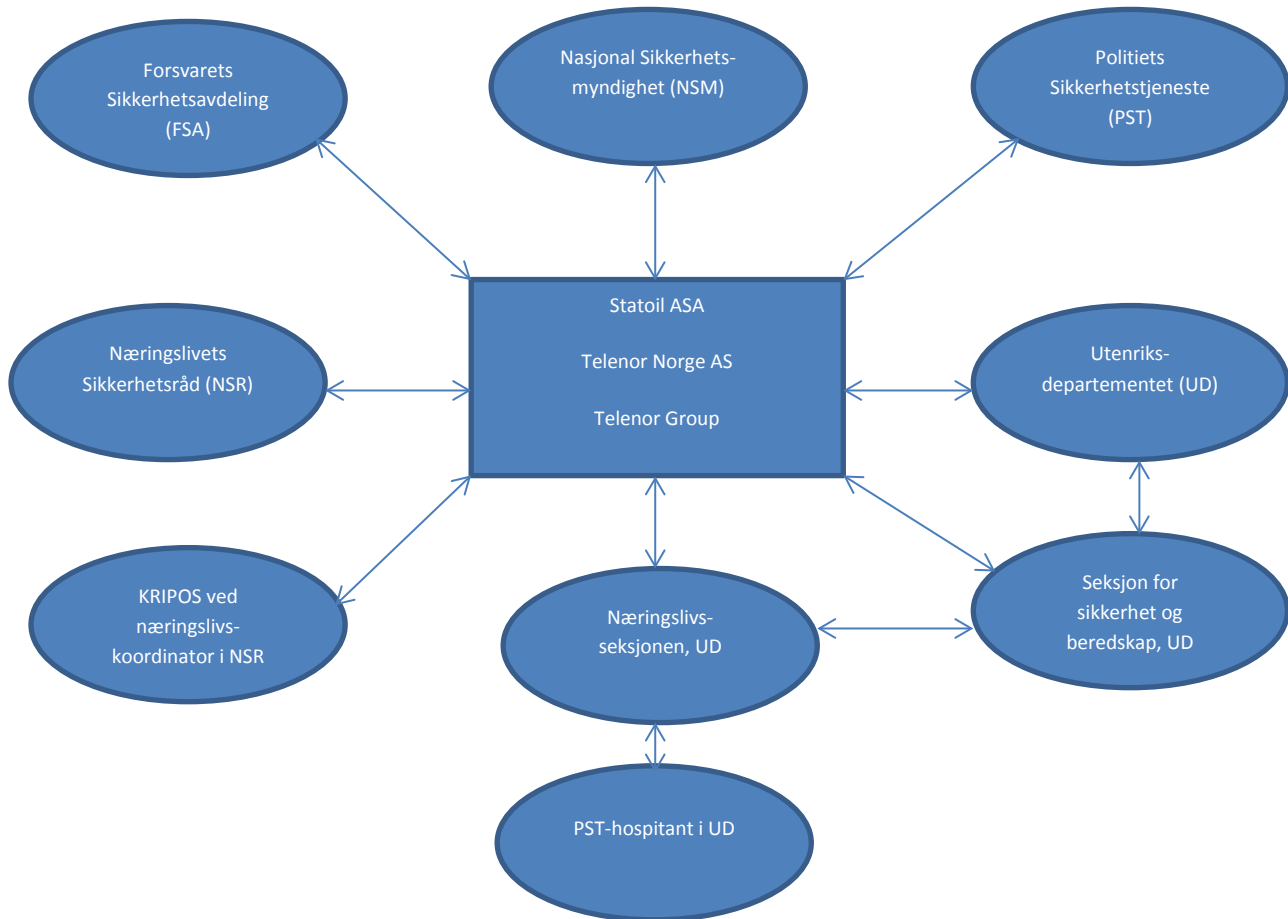 Forsvarets
Sikkerhetsavdeling
(FSA)
Nasjonal Sikkerhets-
myndighet (NSM)
Politiets
Sikkerhetstjeneste
(PST)
Statoil ASA
Telenor Norge AS
Telenor Group
Næringslivets
Sikkerhetsråd (NSR)
Utenriks-
departementet (UD)
KRIPOS ved
næringslivs-
koordinator i NSR
Næringslivs-
seksjonen, UD
Seksjon for
sikkerhet og
beredskap, UD
PST-hospitant i UD